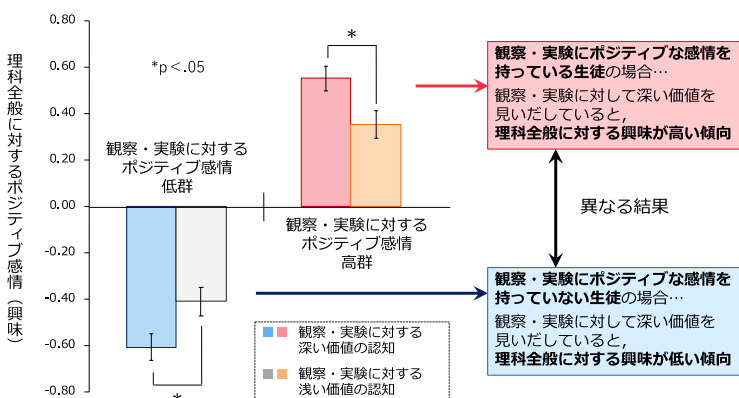 0.80
0.60
0.40
0.20
0.00
-0.20
-0.40
-0.60
-0.80
理科全般に対するポジティブ感情（興味）
*p<.05
*
観察・実験に対する
ポジティブ感情
低群
観察・実験に対する
ポジティブ感情
高群
*
観察・実験に対する
深い価値の認知
観察・実験に対する
浅い価値の認知
観察・実験にポジティブな感情を
持っている生徒の場合…
観察・実験に対して深い価値を
見いだしていると,
理科全般に対する興味が高い傾向
異なる結果
観察・実験にポジティブな感情を
持っていない生徒の場合…
観察・実験に対して深い価値を
見いだしていると,
理科全般に対する興味が低い傾向